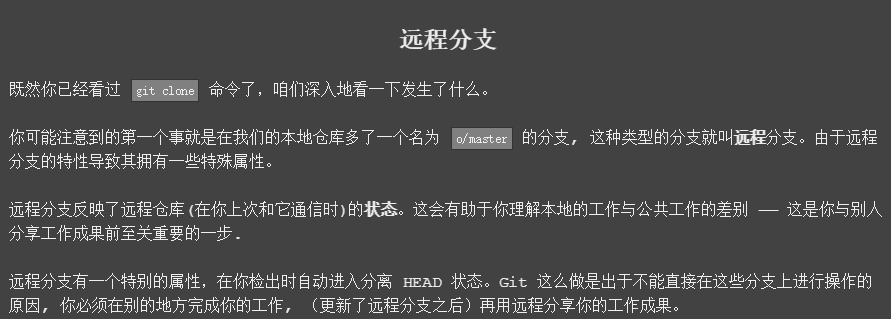 远程分支
既然你已经看过 git clone 命令了，咱们深入地看一下发生了什么。
你可能注意到的第一个事就是在我们的本地仓库多了一个名为 o/master 的分支, 这种类型的分支就叫远程分支。由于远程
分支的特性导致其拥有一些特殊属性。
远程分支反映了远程仓库(在你上次和它通信时)的状态。这会有助于你理解本地的工作与公共工作的差别 —— 这是你与别人
分享工作成果前至关重要的一步.
远程分支有一个特别的属性，在你检出时自动进入分离 HEAD 状态。Git 这么做是出于不能直接在这些分支上进行操作的
原因, 你必须在别的地方完成你的工作, （更新了远程分支之后）再用远程分享你的工作成果。